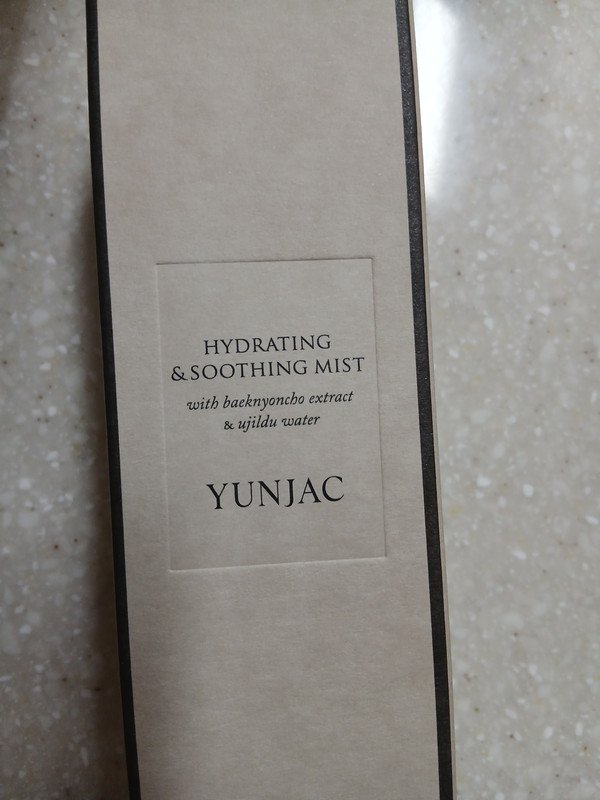 HYDRATING
& SOOTHING MIST
with baeknyoncho extract
& ujildu water
YUNJAC